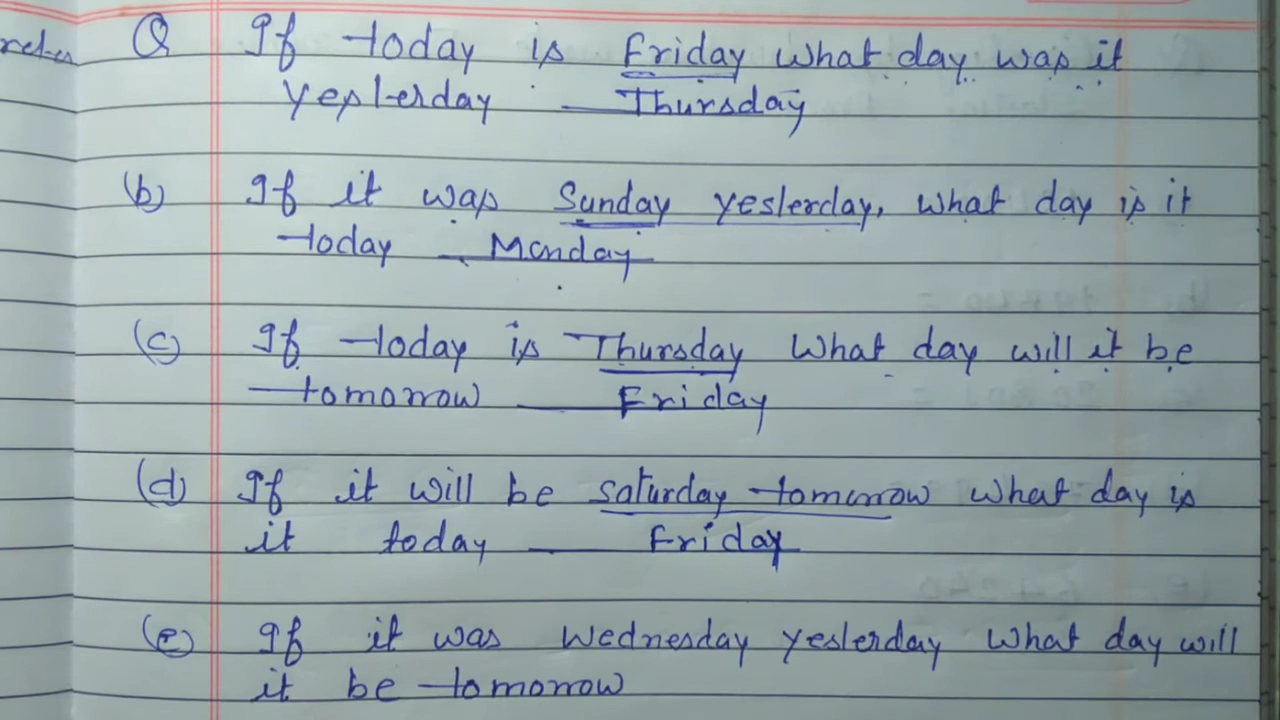 Q If today is Friday what day was it
yesterday Thursday
(b) If it was Sunday yesterday, what day is it
today Monday
(c) If today is Thursday What day will it be
tomorrow Friday
(d) If it will be saturday tomorrow what day is
it today Friday
(e) If it was wednesday yesterday what day will
it be tomorrow